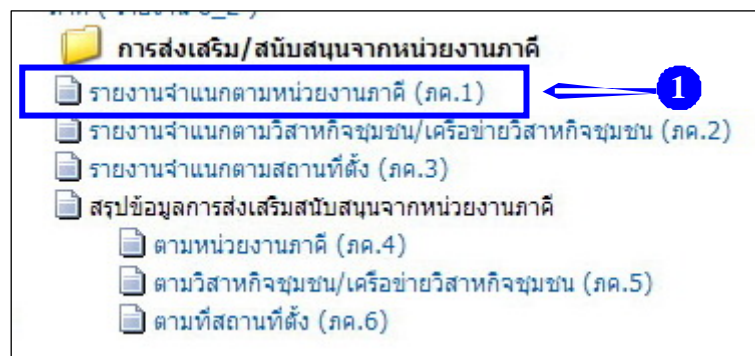 การส่งเสริม/สนับสนุนจากหน่วยงานภาคี
รายงานจำแนกตามหน่วยงานภาคี (ภค.1)
1
รายงานจำแนกตามวิสาหกิจชุมชน/เครือข่ายวิสาหกิจชุมชน (ภค.2)
รายงานจำแนกตามสถานที่ตั้ง (ภค.3)
สรุปข้อมูลการส่งเสริมสนับสนุนจากหน่วยงานภาคี
ตามหน่วยงานภาคี (ภค.4)
ตามวิสาหกิจชุมชน/เครือข่ายวิสาหกิจชุมชน (ภค.5)
ตามที่สถานที่ตั้ง (ภค.6)